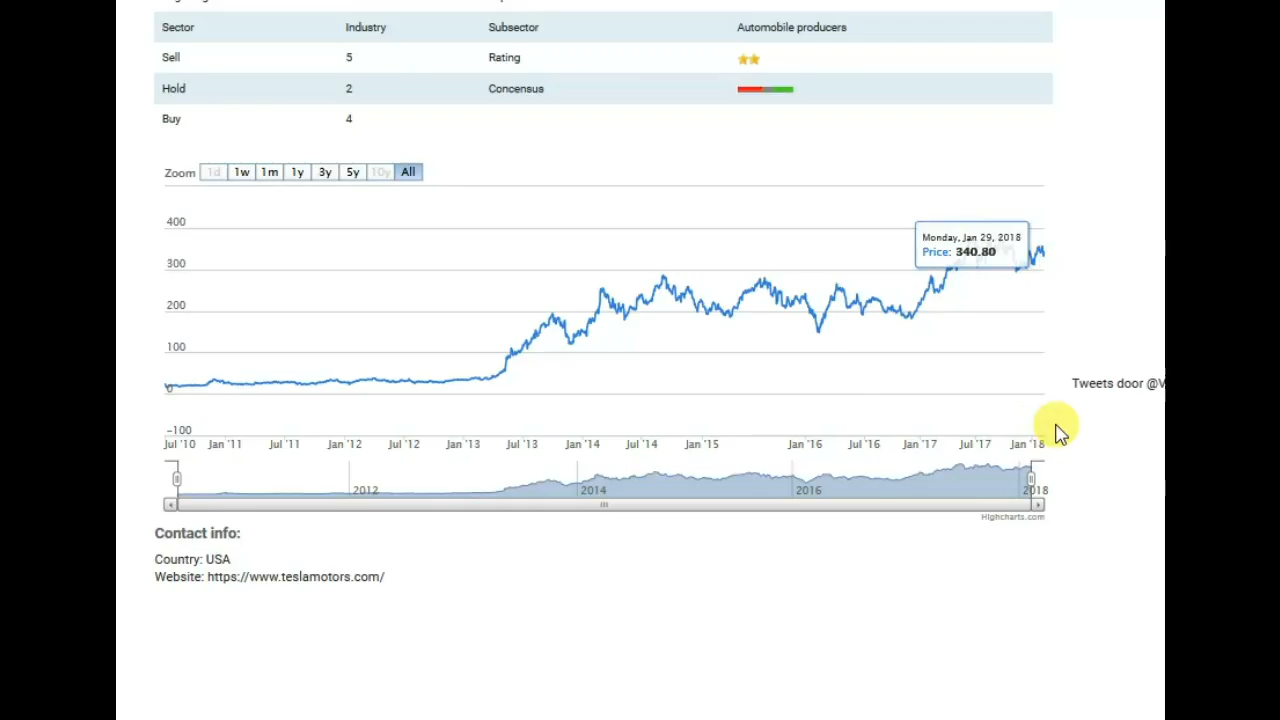 Sector Industry Subsector Automobile producers
Sell 5 Rating
Hold 2 Concensus
Buy 4
Zoom 1d 1w 1m 1y 3y 5y 10y All
400
Monday, Jan 29, 2018
Price: 340.80
300
200
100
0
Tweets door @V
-100
Jul '10 Jan '11 Jul '11 Jan '12 Jul '12 Jan '13 Jul '13 Jan '14 Jul '14 Jan '15 Jan '16 Jul '16 Jan '17 Jul '17 Jan '18
2012 2014 2016 2018
Highcharts.com
Contact info:
Country: USA
Website: https://www.teslamotors.com/